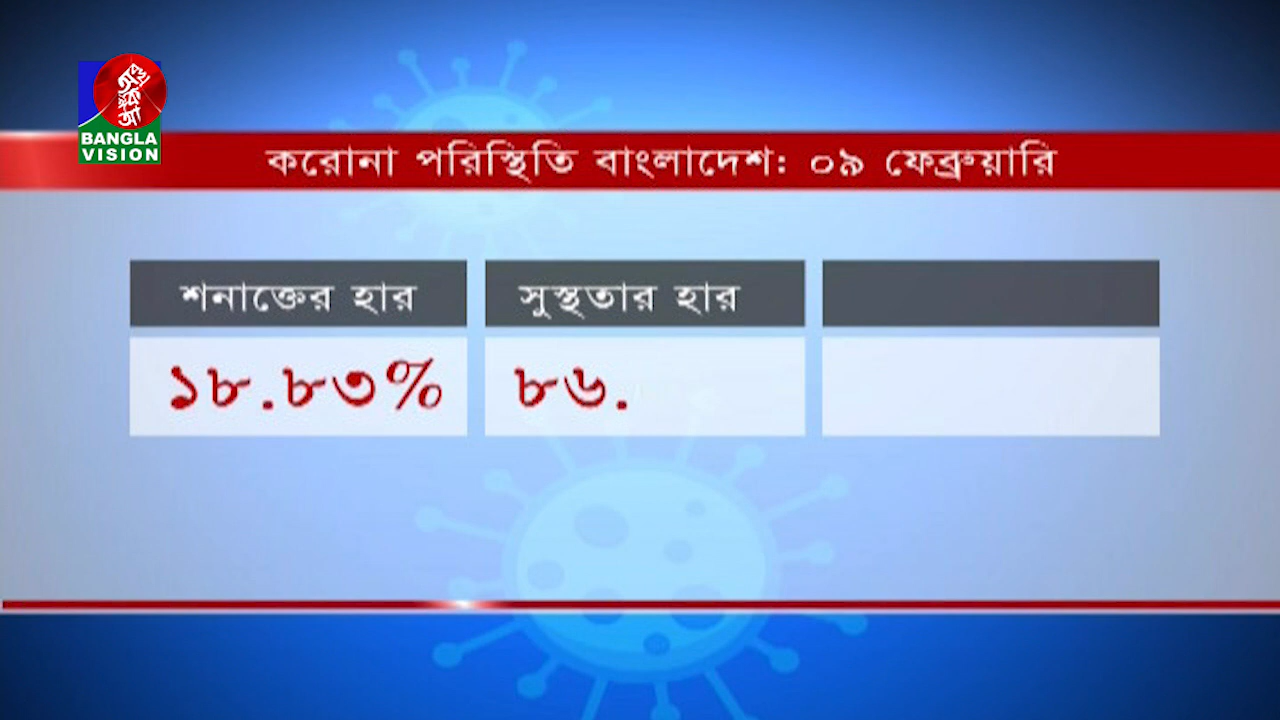 BANGLA
VISION
করোনা পরিস্থিতি বাংলাদেশ: ০৯ ফেব্রুয়ারি
শনাক্তের হার সুস্থতার হার
১৮.৮৩% ৮৬.